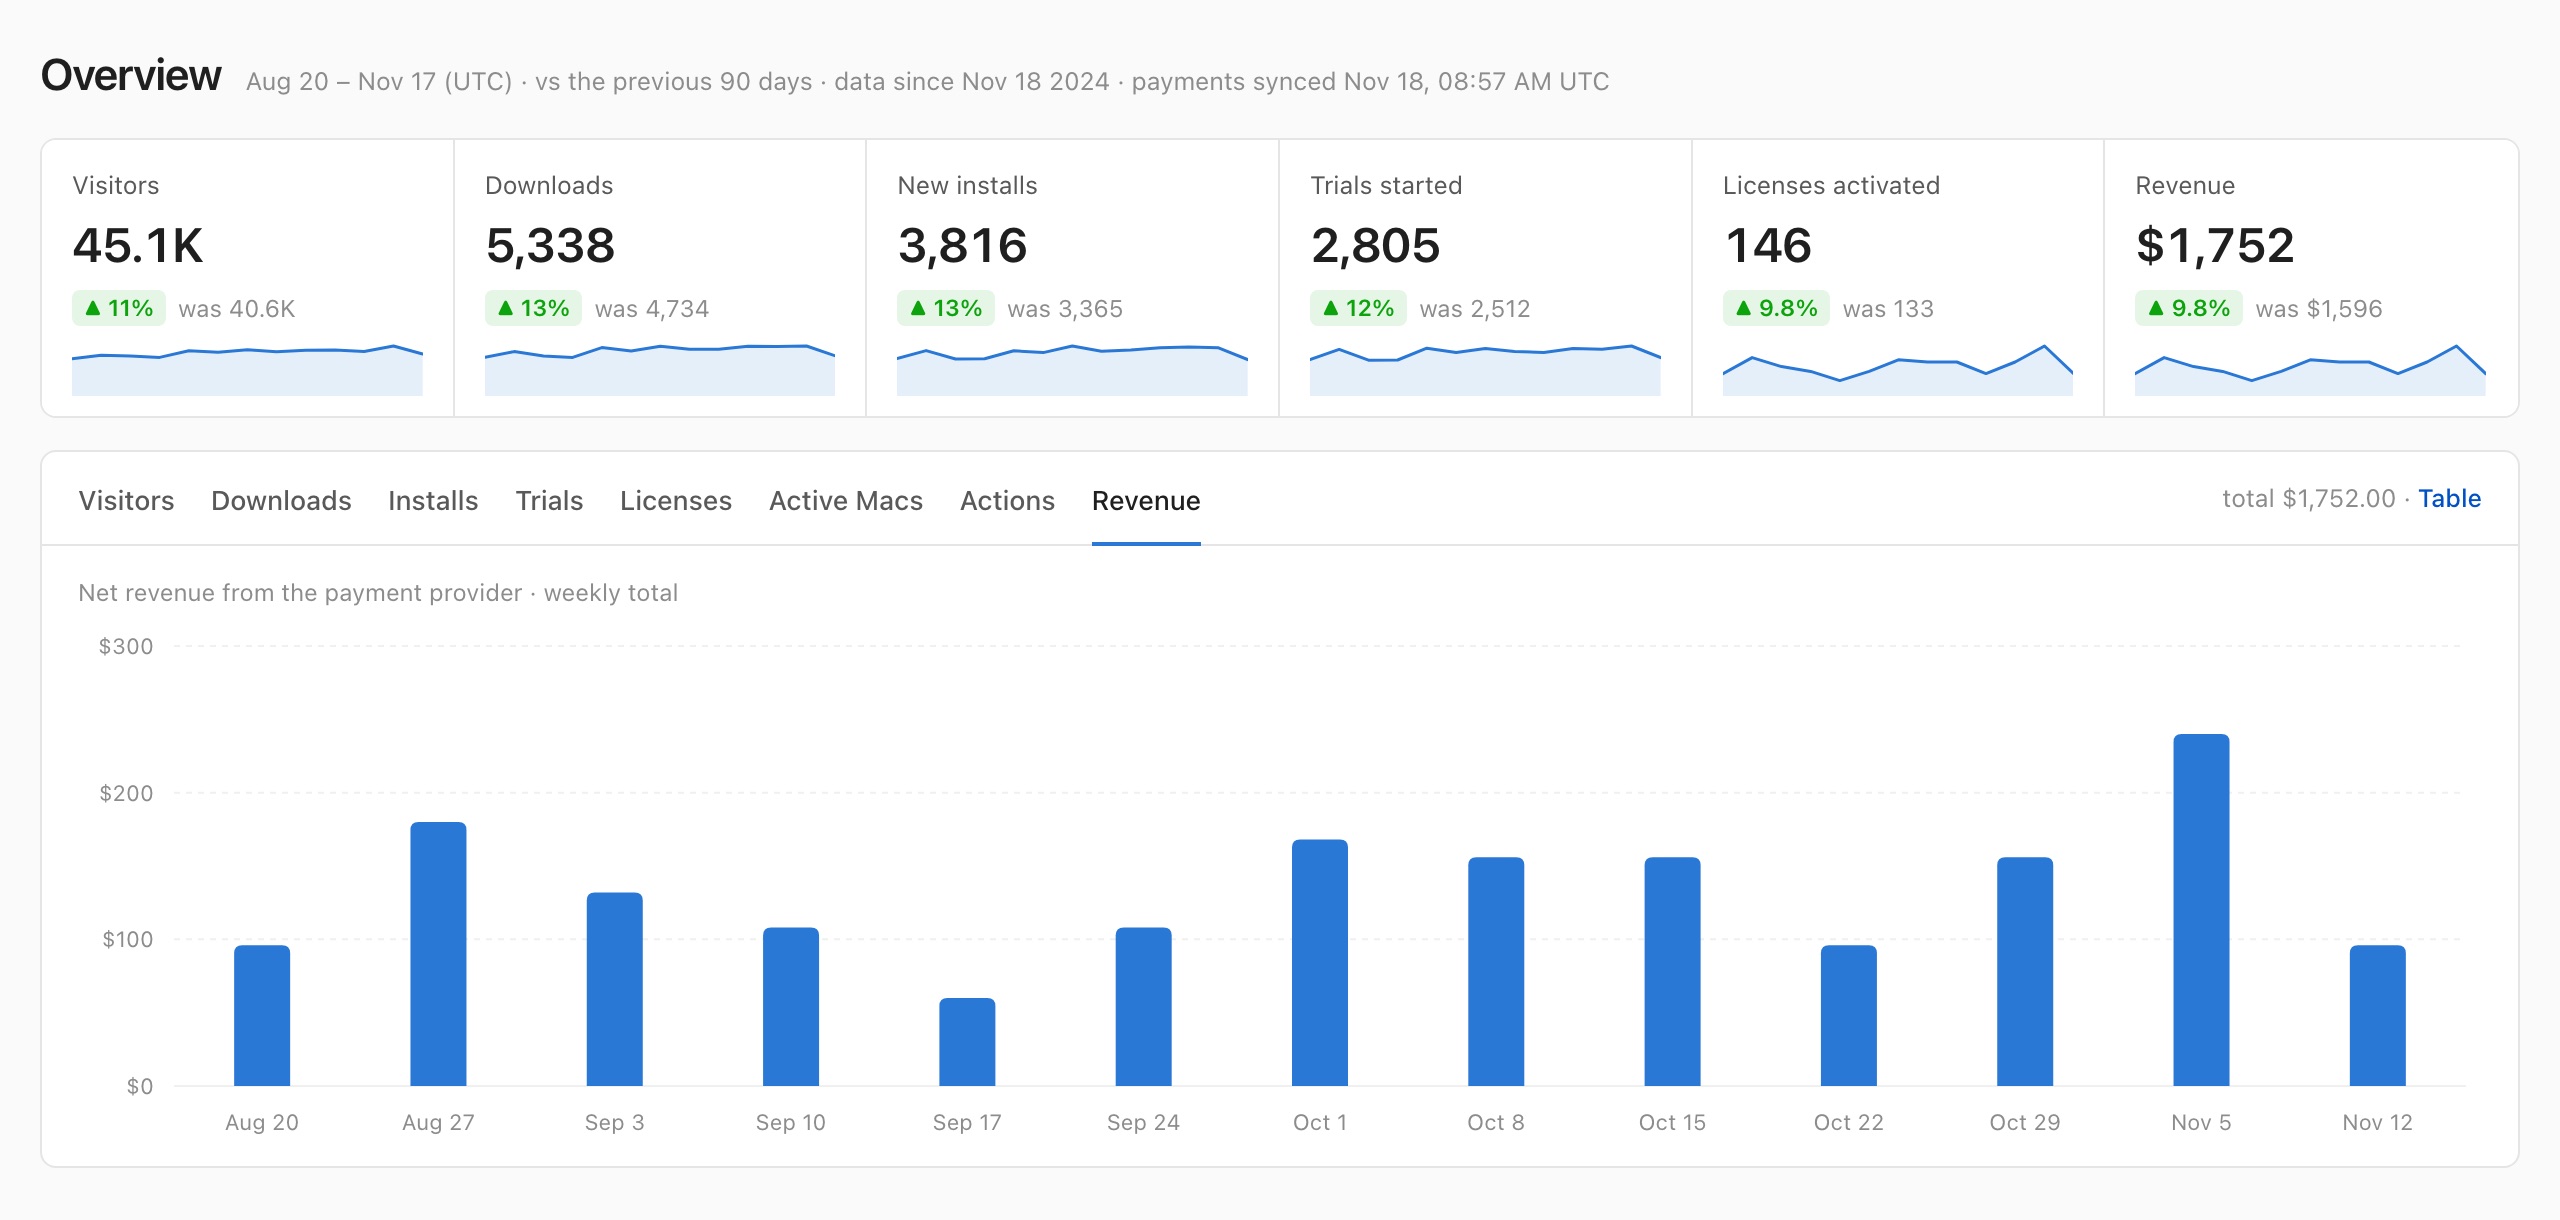 Overview Aug 20 – Nov 17 (UTC) · vs the previous 90 days · data since Nov 18 2024 · payments synced Nov 18, 08:57 AM UTC
Visitors
45.1K
▲ 11% was 40.6K
Downloads
5,338
▲ 13% was 4,734
New installs
3,816
▲ 13% was 3,365
Trials started
2,805
▲ 12% was 2,512
Licenses activated
146
▲ 9.8% was 133
Revenue
$1,752
▲ 9.8% was $1,596
Visitors Downloads Installs Trials Licenses Active Macs Actions Revenue total $1,752.00 · Table
Net revenue from the payment provider · weekly total
$300
$200
$100
$0
Aug 20 Aug 27 Sep 3 Sep 10 Sep 17 Sep 24 Oct 1 Oct 8 Oct 15 Oct 22 Oct 29 Nov 5 Nov 12